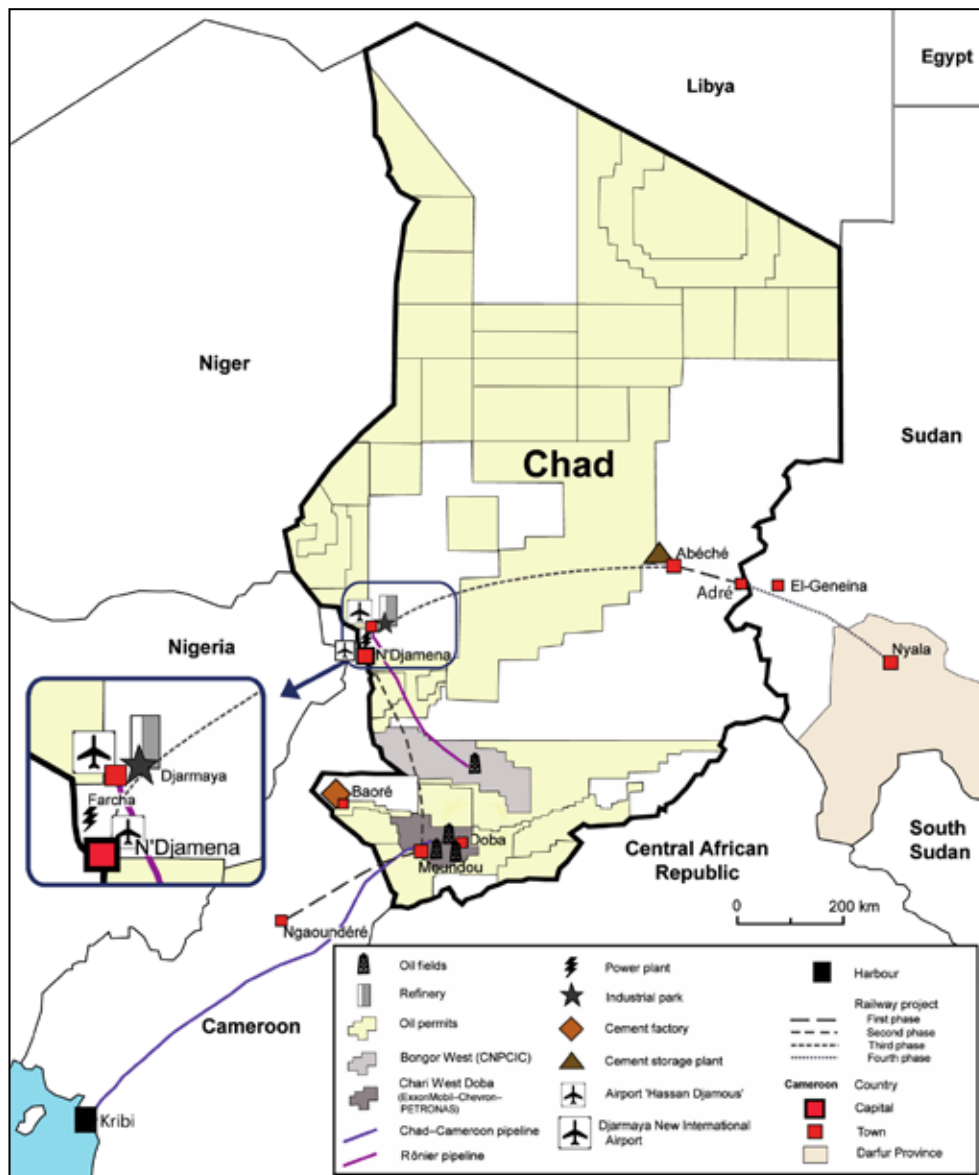 Egypt
Libya
Niger
Chad
Sudan
Abéché
Adré
El-Geneina
Nigeria
N'Djamena
Nyala
Djarmaya
Farcha
N'Djamena
Baoré
Doba
Moundou
Central African
Republic
South
Sudan
0 200 km
Ngaoundéré
Cameroon
Kribi
Oil fields
Refinery
Oil permits
Bongor West (CNPCIC)
Chari West Doba
(ExxonMobil–Chevron–
PETRONAS)
Chad–Cameroon pipeline
Rônier pipeline
Power plant
Industrial park
Cement factory
Cement storage plant
Airport 'Hassan Djamous'
Djarmaya New International
Airport
Harbour
Railway project
First phase
Second phase
Third phase
Fourth phase
Cameroon Country
Capital
Town
Darfur Province